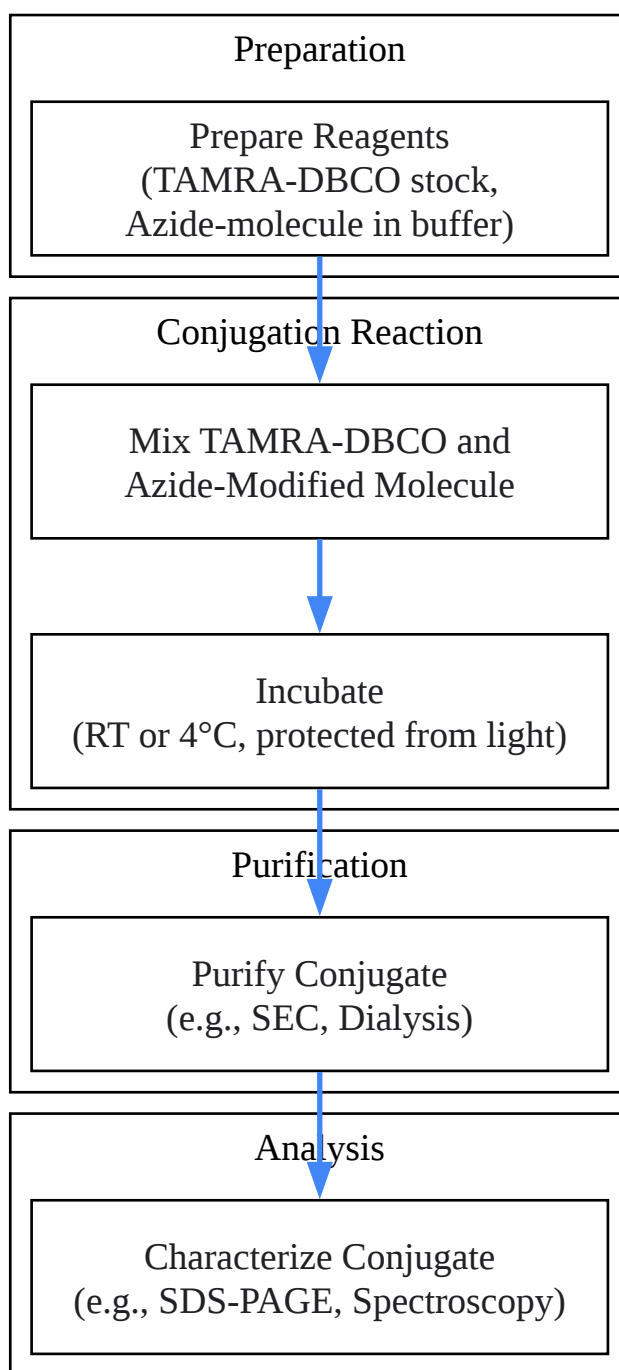 Preparation
Prepare Reagents
(TAMRA-DBCO stock,
Azide-molecule in buffer)
Conjugation Reaction
Mix TAMRA-DBCO and
Azide-Modified Molecule
Incubate
(RT or 4°C, protected from light)
Purification
Purify Conjugate
(e.g., SEC, Dialysis)
Analysis
Characterize Conjugate
(e.g., SDS-PAGE, Spectroscopy)